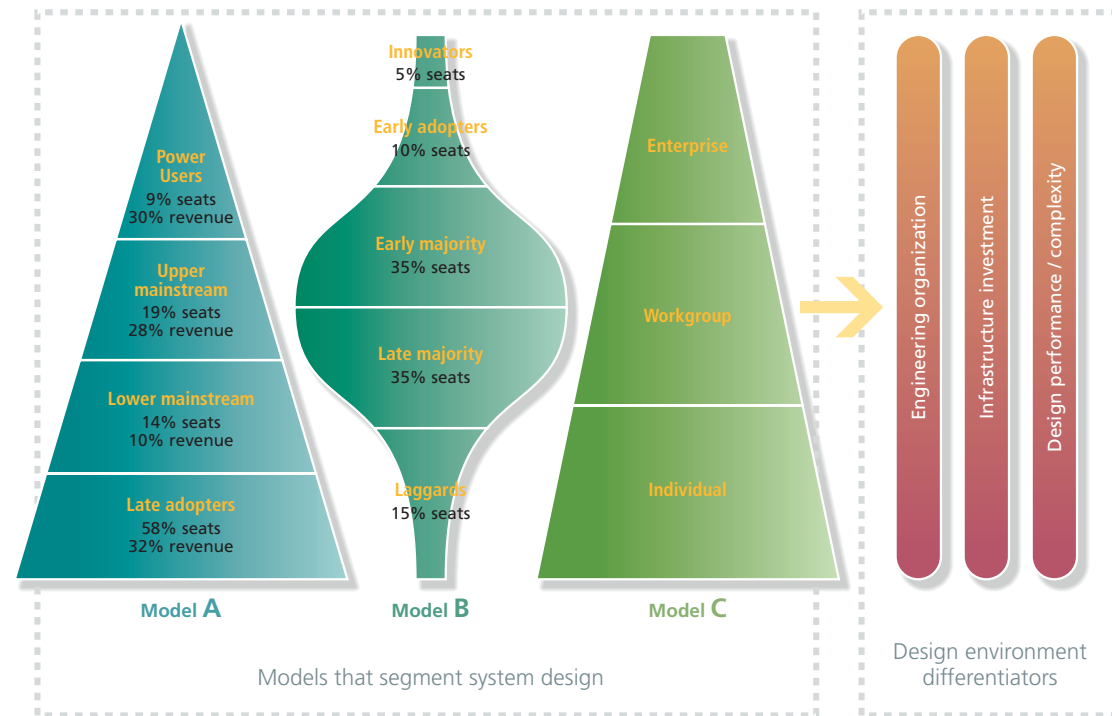 Power
Users
9% seats
30% revenue
Upper
mainstream
19% seats
28% revenue
Lower mainstream
14% seats
10% revenue
Late adopters
58% seats
32% revenue
Model A
Innovators
5% seats
Early adopters
10% seats
Early majority
35% seats
Late majority
35% seats
Laggards
15% seats
Model B
Enterprise
Workgroup
Individual
Model C
Models that segment system design
Engineering organization
Infrastructure investment
Design performance / complexity
Design environment
differentiators